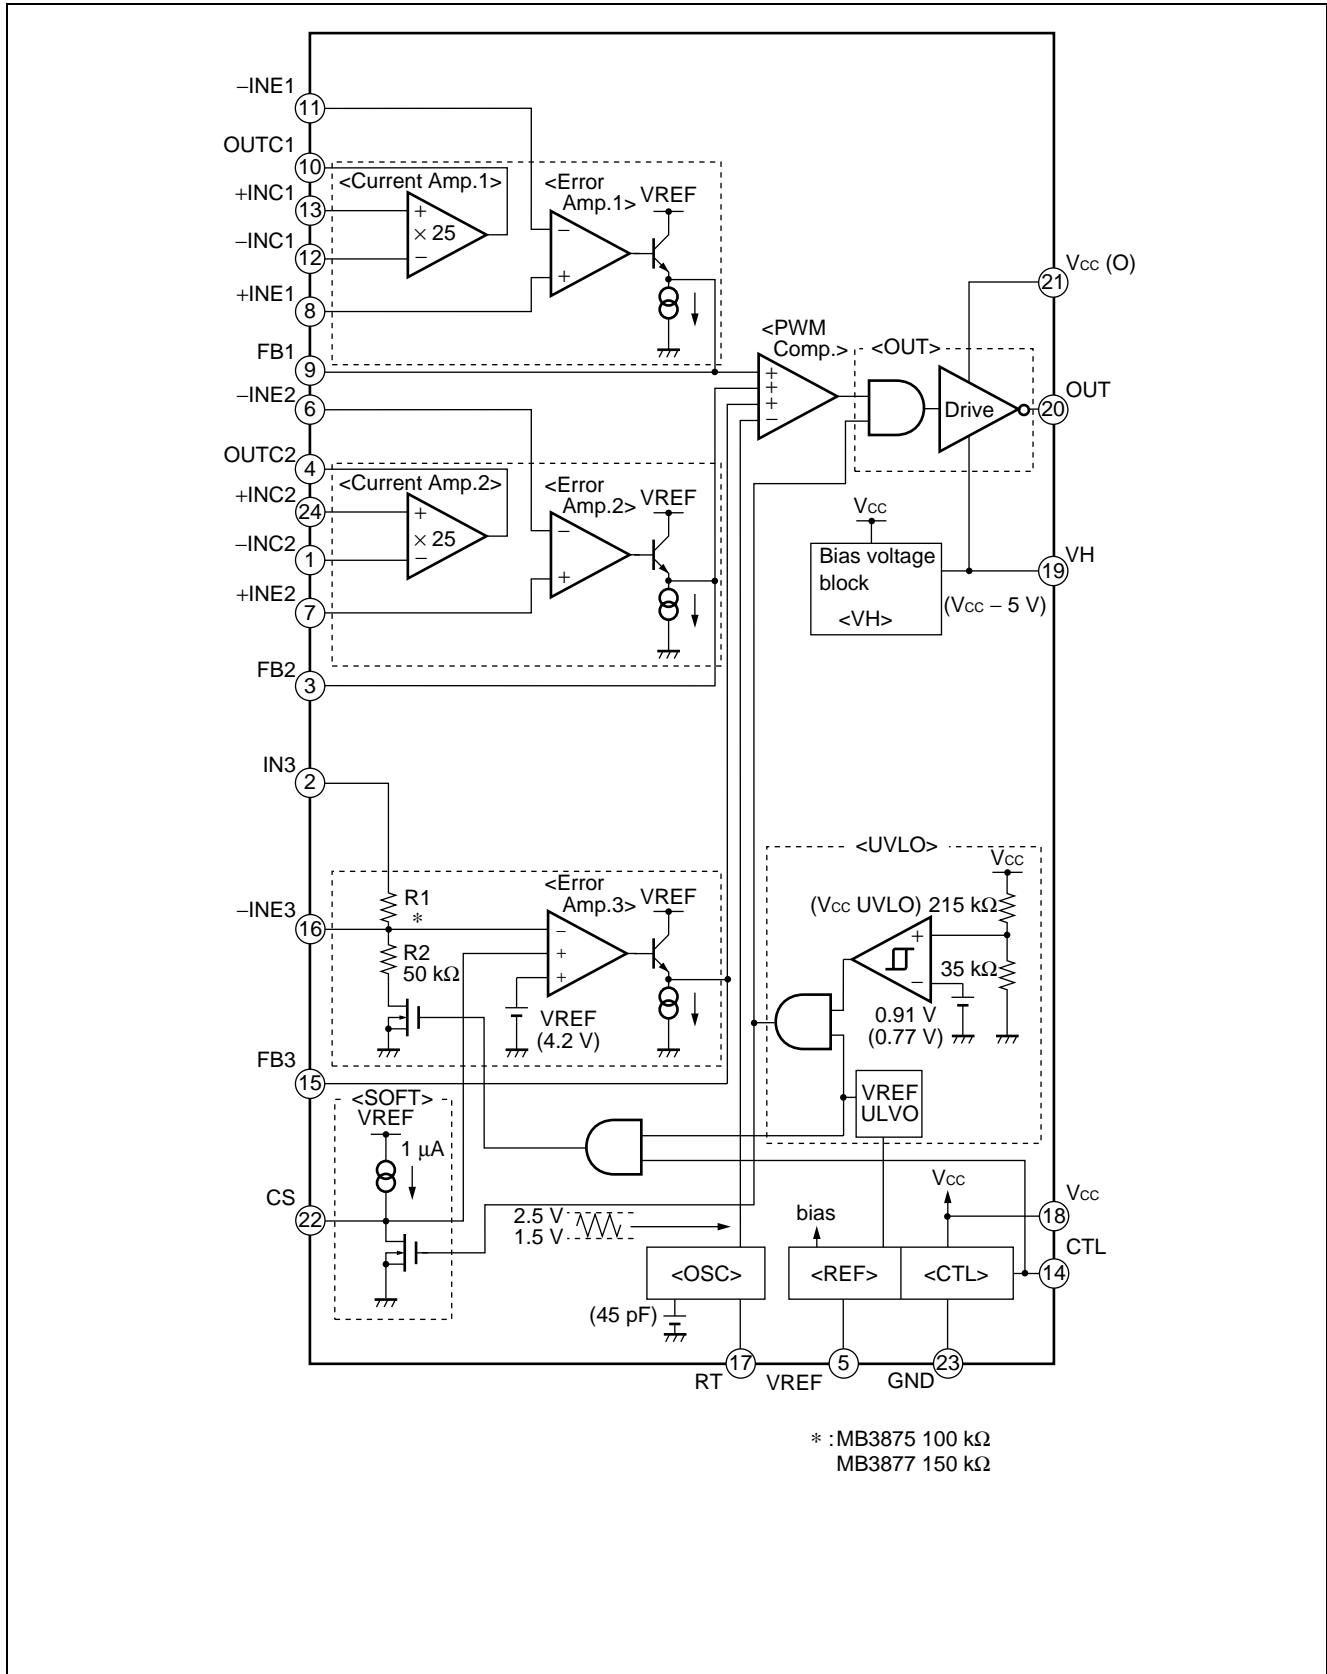 −INE1
11
OUTC1
10
<Current Amp.1>
<Error
Amp.1>
VREF
+INC1
13
+
× 25
−
−INC1
12
−
+
+INE1
8
FB1
9
<PWM
Comp.>
+
+
+
−
<OUT>
Drive
VCC (O)
21
OUT
20
−INE2
6
OUTC2
4
<Current Amp.2>
<Error
Amp.2>
VREF
+INC2
24
+
× 25
−
−INC2
1
−
+
+INE2
7
FB2
3
VCC
Bias voltage
block
<VH>
VH
19
(VCC − 5 V)
IN3
2
<UVLO>
VCC
(VCC UVLO)
215 kΩ
+
−
35 kΩ
0.91 V
(0.77 V)
R1
*
−INE3
16
R2
50 kΩ
<Error
Amp.3>
VREF
−
+
+
VREF
(4.2 V)
FB3
15
VREF
ULVO
<SOFT>
VREF
1 µA
CS
22
2.5 V
1.5 V
bias
VCC
VCC
18
CTL
14
<OSC>
<REF>
<CTL>
(45 pF)
17
5
23
RT
VREF
GND
* : MB3875 100 kΩ
MB3877 150 kΩ